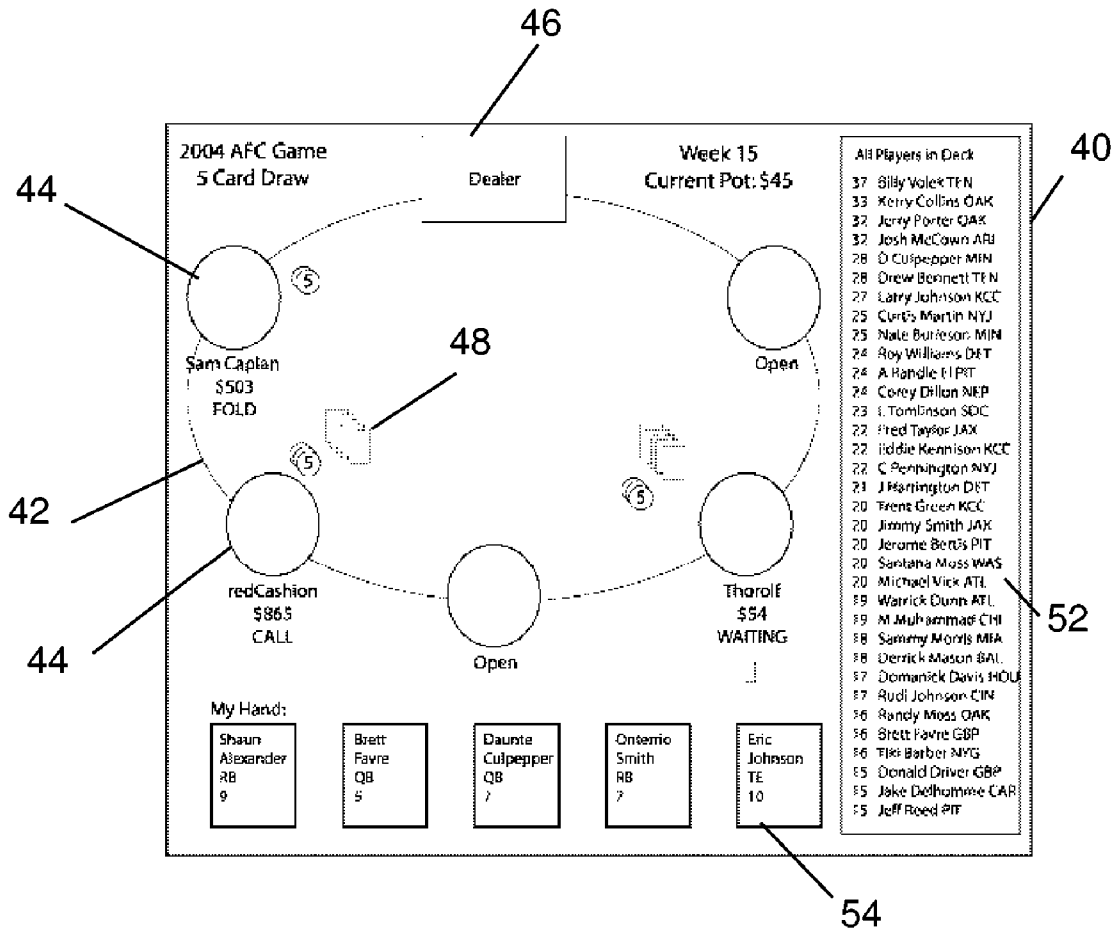 46
2004 AFC Game
5 Card Draw
Dealer
Week 15
Current Pot: $45
40
44
5
Sam Caplan
$503
FOLD
Open
48
5
5
42
redCashion
$865
CALL
Open
Thorolf
$54
WAITING
44
All Players in Deck
37 Billy Volek TEN
33 Kerry Collins OAK
32 Jerry Porter OAK
32 Josh McCown ARI
28 D Culpepper MIN
28 Drew Bennett TEN
27 Larry Johnson KCC
25 Curtis Martin NYJ
25 Nate Burleson MIN
24 Roy Williams DET
24 A Randle El PIT
24 Corey Dillon NEP
23 L Tomlinson SDC
22 Fred Taylor JAX
22 Eddie Kennison KCC
22 C Pennington NYJ
21 J Harrington DET
20 Trent Green KCC
20 Jimmy Smith JAX
20 Jerome Bettis PIT
20 Santana Moss WAS
20 Michael Vick ATL
19 Warrick Dunn ATL
19 M Muhammad CHI
18 Sammy Morris MIA
18 Derrick Mason BAL
17 Domanick Davis HOU
17 Rudi Johnson CIN
16 Randy Moss OAK
16 Brett Favre GBP
16 Tiki Barber NYG
15 Donald Driver GBP
15 Jake Delhomme CAR
15 Jeff Reed PIT
52
My Hand:
Shaun
Alexander
RB
9
Brett
Favre
QB
5
Daunte
Culpepper
QB
7
Onterrio
Smith
RB
7
Eric
Johnson
TE
10
54